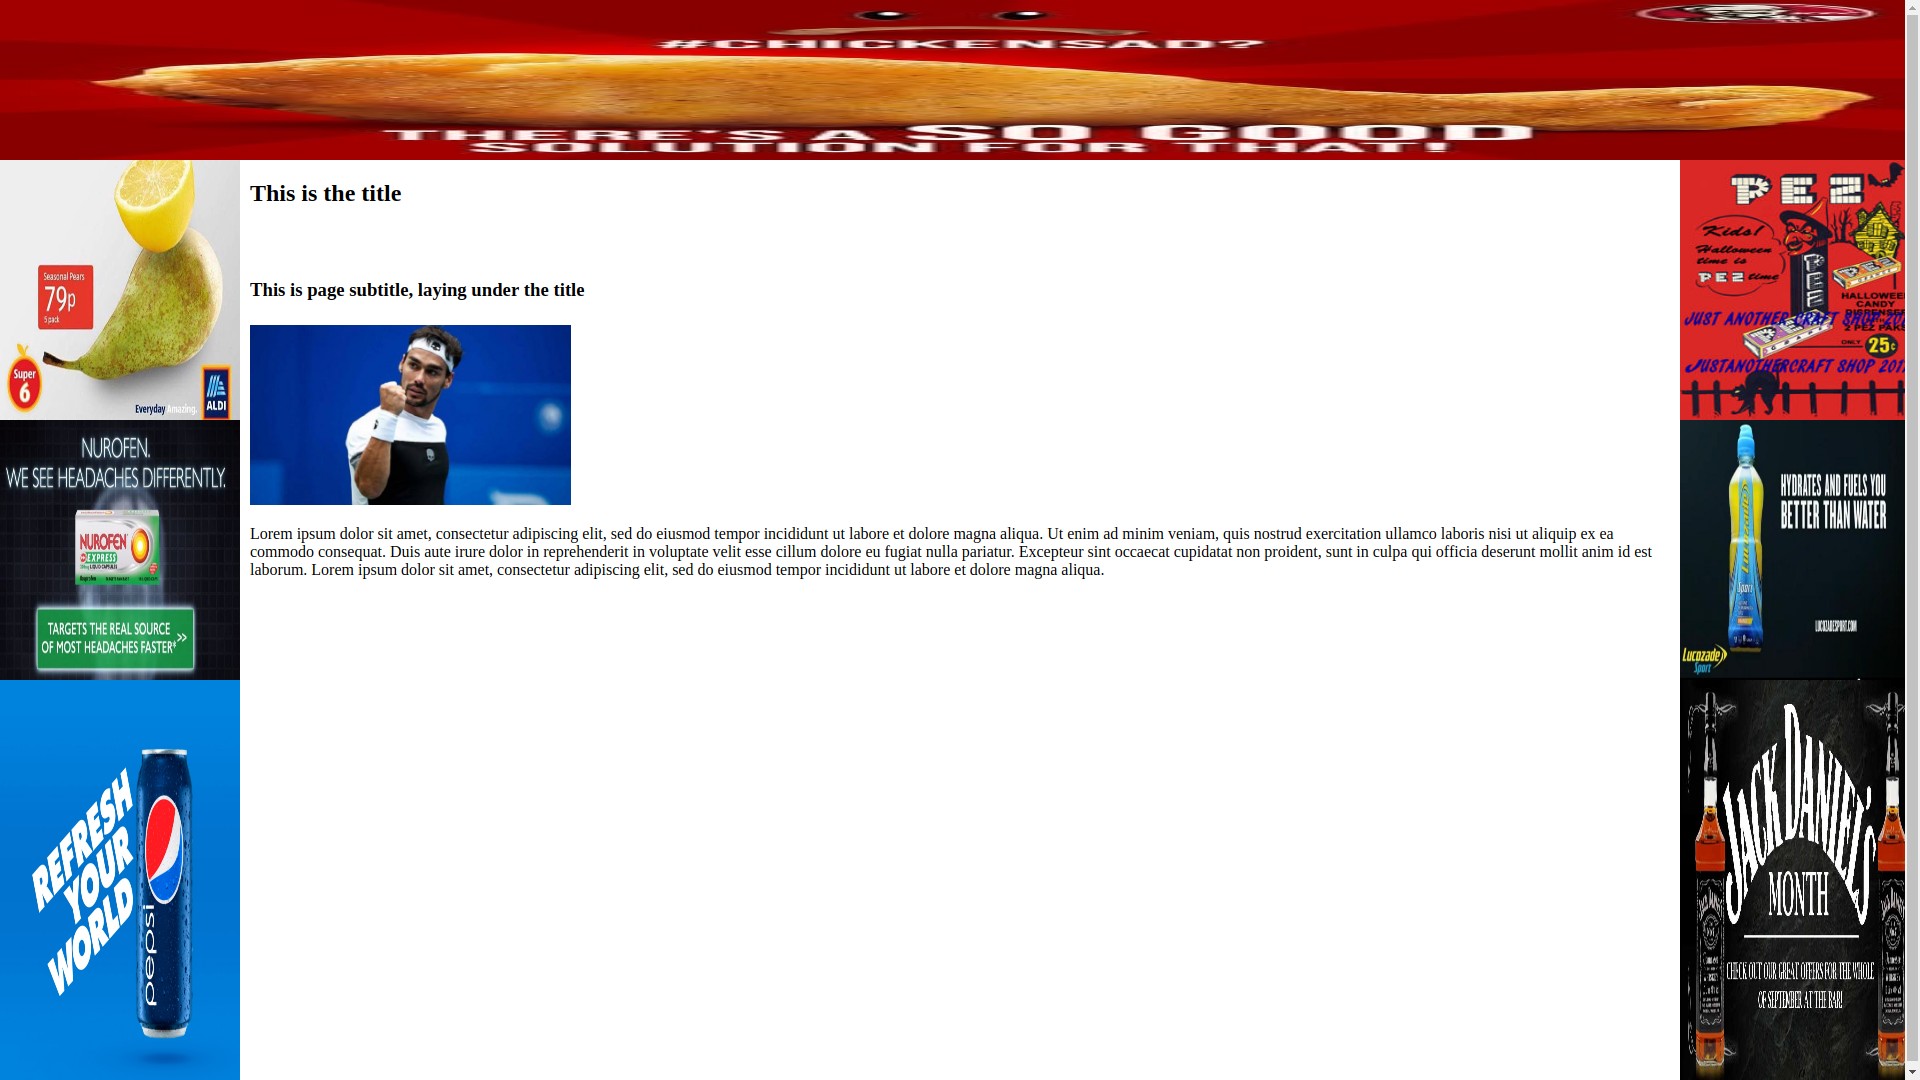 #CHICKENSAD?
THERE'S A SO GOOD
SOLUTION FOR THAT!
Seasonal Pears
79p
5 pack
Super
6
Everyday Amazing.
ALDI
NUROFEN.
WE SEE HEADACHES DIFFERENTLY.
NUROFEN
EXPRESS
LIQUID CAPSULES
TARGETS THE REAL SOURCE
OF MOST HEADACHES FASTER* >>
REFRESH
YOUR
WORLD
pepsi
This is the title
This is page subtitle, laying under the title
Lorem ipsum dolor sit amet, consectetur adipiscing elit, sed do eiusmod tempor incididunt ut labore et dolore magna aliqua. Ut enim ad minim veniam, quis nostrud exercitation ullamco laboris nisi ut aliquip ex ea
commodo consequat. Duis aute irure dolor in reprehenderit in voluptate velit esse cillum dolore eu fugiat nulla pariatur. Excepteur sint occaecat cupidatat non proident, sunt in culpa qui officia deserunt mollit anim id est
laborum. Lorem ipsum dolor sit amet, consectetur adipiscing elit, sed do eiusmod tempor incididunt ut labore et dolore magna aliqua.
PEZ
Kids!
Halloween
time is
PEZ time
PEZ
HALLOWEE
CANDY
DISPENSER
2 PEZ PAKS
ONLY 25¢
JUST ANOTHER CRAFT SHOP 201
JUSTANOTHERCRAFT SHOP 201
HYDRATES AND FUELS YOU
BETTER THAN WATER
Lucozade
Sport
LUCOZADESPORT.COM
Lucozade
Sport
JACK DANIEL'S
MONTH
CHECK OUT OUR GREAT OFFERS FOR THE WHOLE
OF SEPTEMBER AT THE BAR!